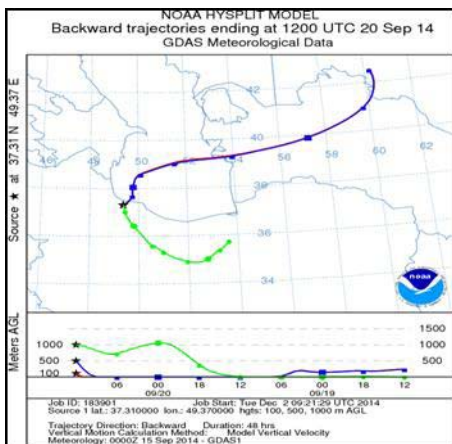 NOAA HYSPLIT MODEL
Backward trajectories ending at 1200 UTC 20 Sep 14
GDAS Meteorological Data
Source ★ at 37.31 N 49.37 E
42
40
38
36
34
46
48
50
52
54
56
58
60
62
noaa
Meters AGL
1500
1000
1000
500
500
100
06 00 18 12 06 00 18 12
09/20 09/19
Job ID: 183901 Job Start: Tue Dec 2 09:21:29 UTC 2014
Source 1 lat.: 37.310000 lon.: 49.370000 hgts: 100, 500, 1000 m AGL
Trajectory Direction: Backward Duration: 48 hrs
Vertical Motion Calculation Method: Model Vertical Velocity
Meteorology: 0000Z 15 Sep 2014 - GDAS1